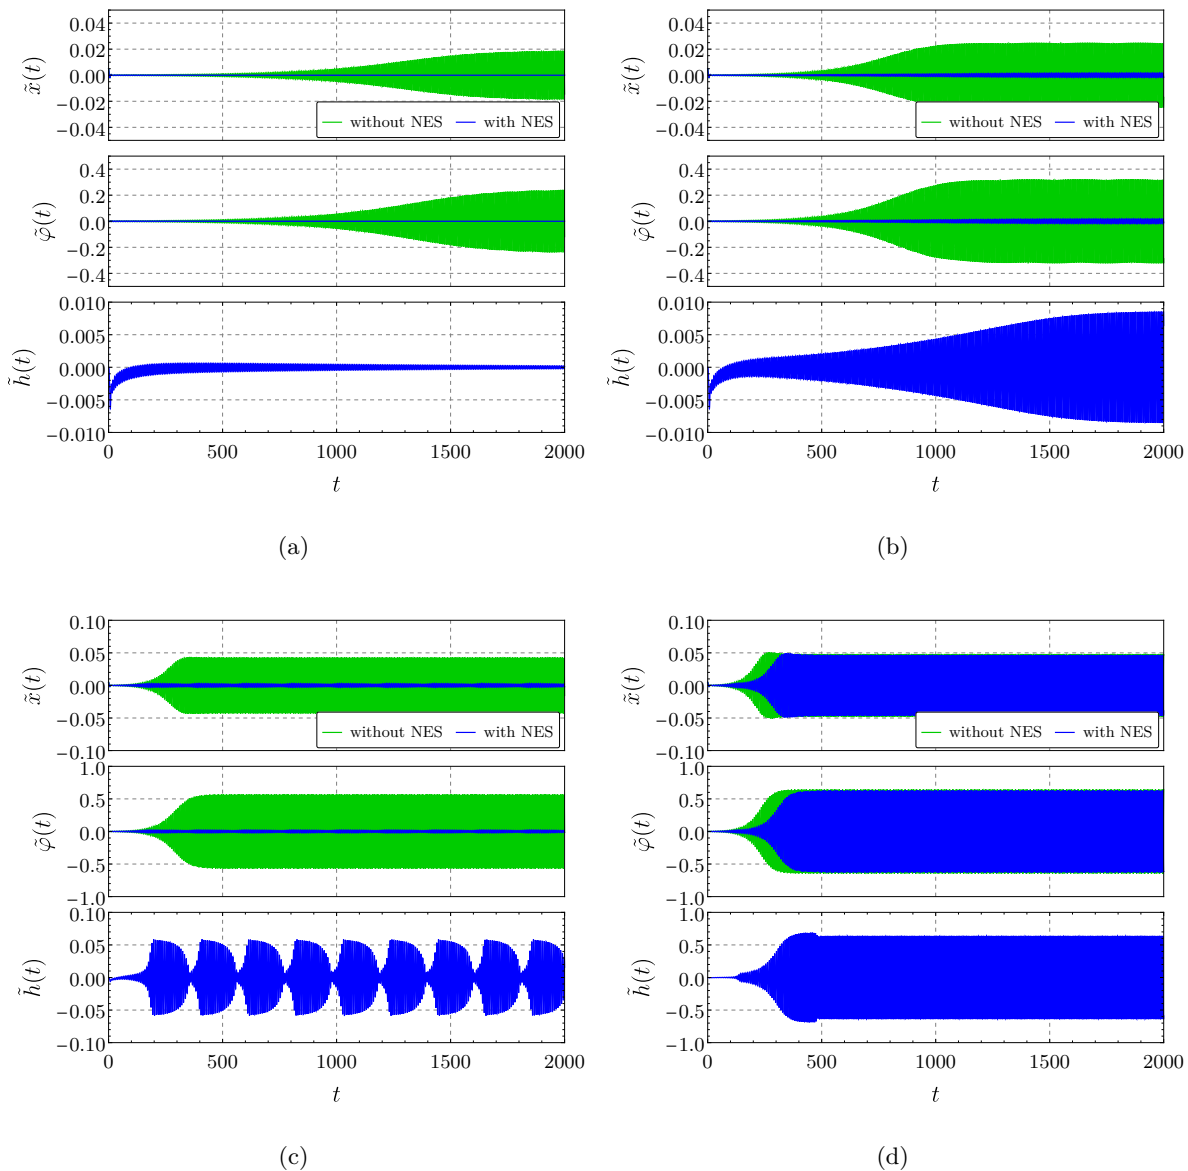 0.04
0.02
0.00
−0.02
−0.04
x̃(t)
without NES
with NES
0.4
0.2
0.0
−0.2
−0.4
φ̃(t)
0.010
0.005
0.000
−0.005
−0.010
h̃(t)
0
500
1000
1500
2000
t
(a)
0.04
0.02
0.00
−0.02
−0.04
x̃(t)
without NES
with NES
0.4
0.2
0.0
−0.2
−0.4
φ̃(t)
0.010
0.005
0.000
−0.005
−0.010
h̃(t)
0
500
1000
1500
2000
t
(b)
0.10
0.05
0.00
−0.05
−0.10
x̃(t)
without NES
with NES
1.0
0.5
0.0
−0.5
−1.0
φ̃(t)
0.10
0.05
0.00
−0.05
−0.10
h̃(t)
0
500
1000
1500
2000
t
(c)
0.10
0.05
0.00
−0.05
−0.10
x̃(t)
without NES
with NES
1.0
0.5
0.0
−0.5
−1.0
φ̃(t)
1.0
0.5
0.0
−0.5
−1.0
h̃(t)
0
500
1000
1500
2000
t
(d)